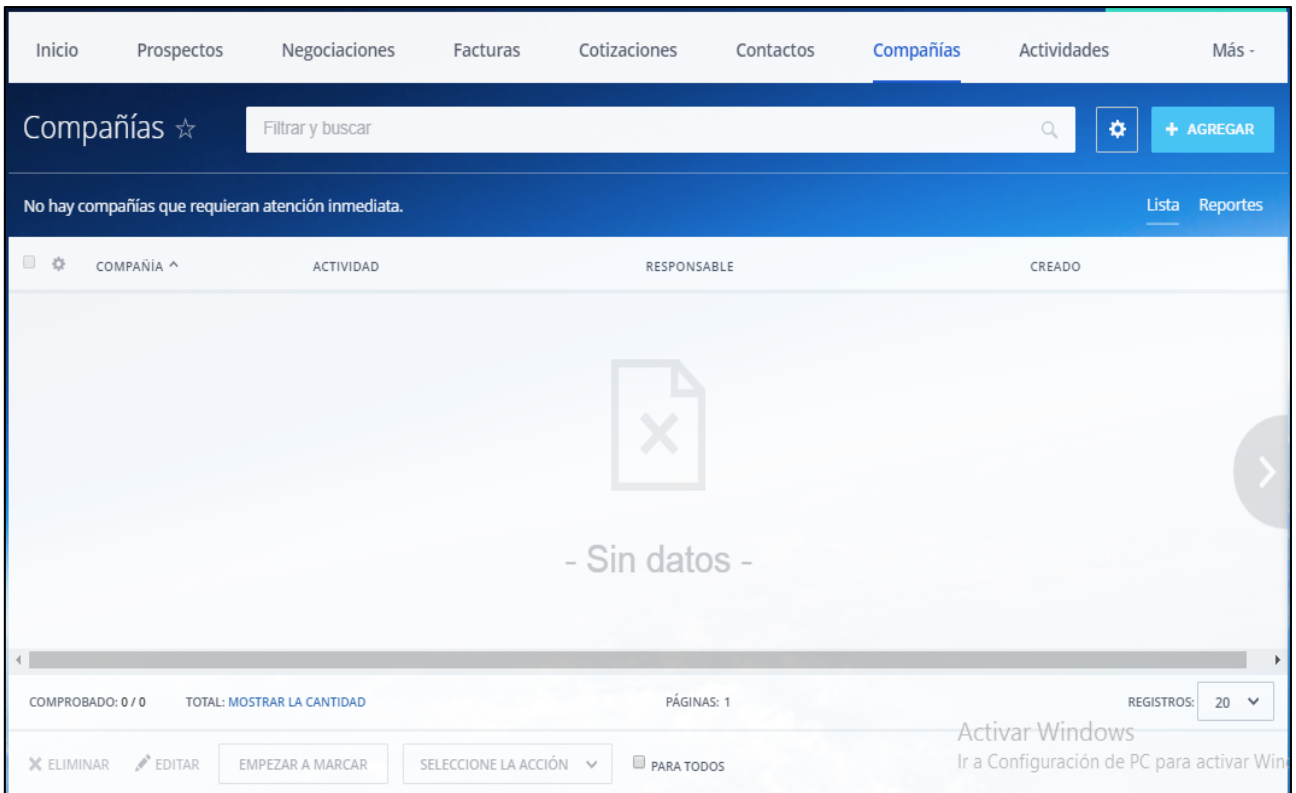 Inicio Prospectos Negociaciones Facturas Cotizaciones Contactos Compañías Actividades Más -
Compañías Filtrar y buscar + AGREGAR
No hay compañías que requieran atención inmediata. Lista Reportes
COMPAÑÍA ACTIVIDAD RESPONSABLE CREADO
- Sin datos -
COMPROBADO: 0 / 0 TOTAL: MOSTRAR LA CANTIDAD PÁGINAS: 1 REGISTROS: 20
Activar Windows
Ir a Configuración de PC para activar Win
ELIMINAR EDITAR EMPEZAR A MARCAR SELECCIONE LA ACCIÓN PARA TODOS